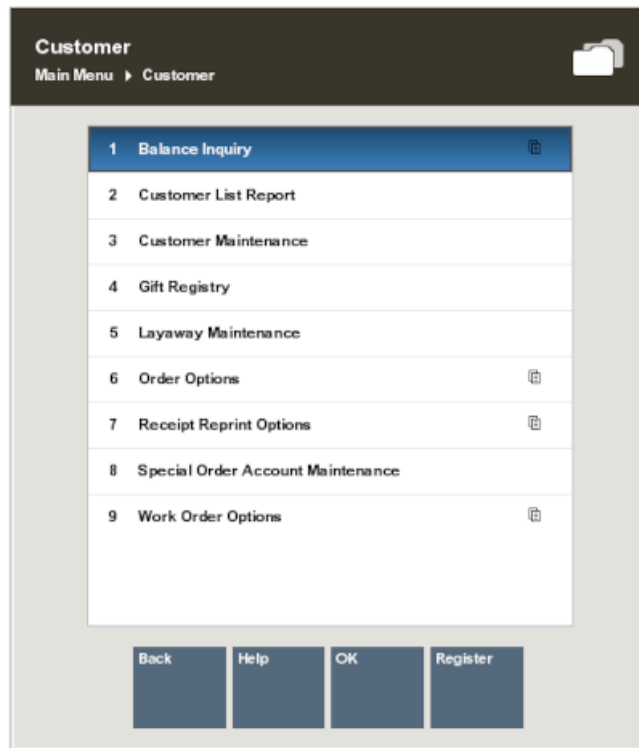 Customer
Main Menu ▶ Customer
1 Balance Inquiry
2 Customer List Report
3 Customer Maintenance
4 Gift Registry
5 Layaway Maintenance
6 Order Options
7 Receipt Reprint Options
8 Special Order Account Maintenance
9 Work Order Options
Back Help OK Register